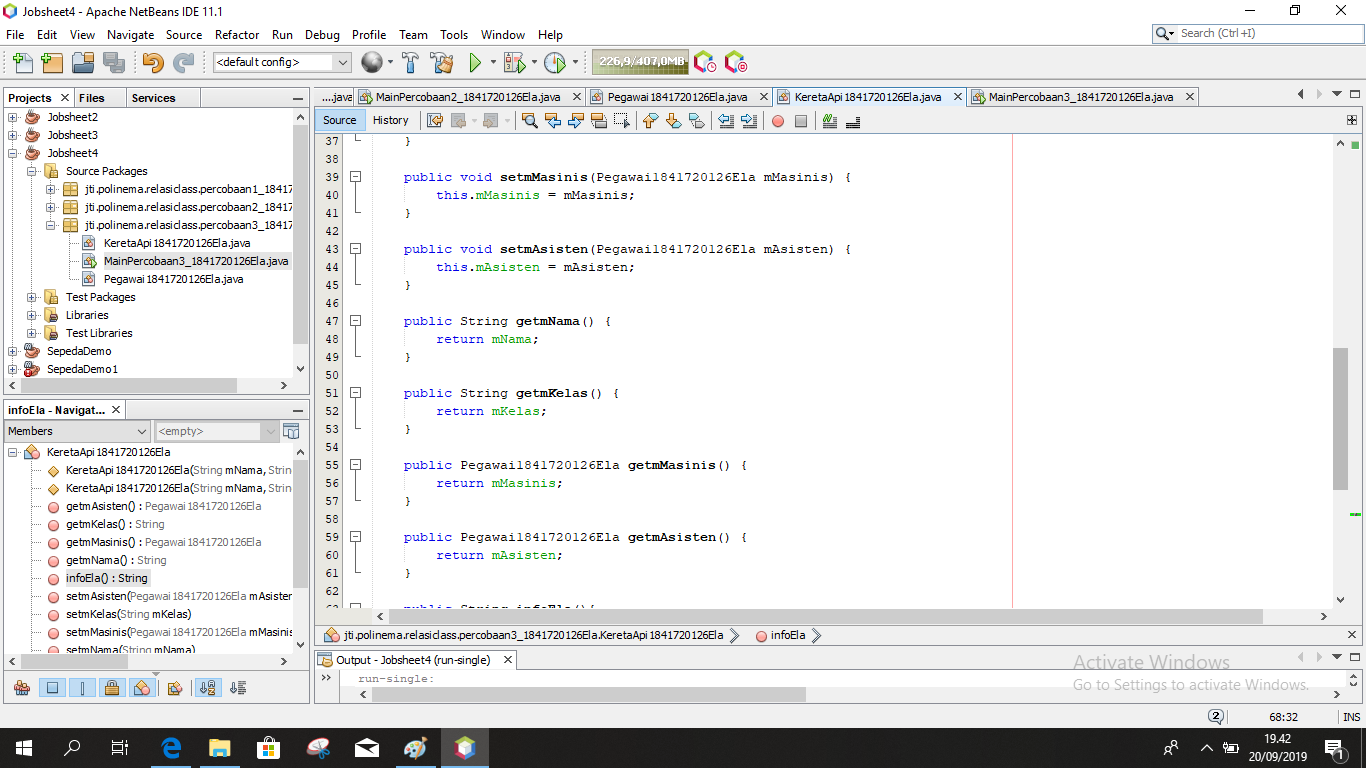 Jobsheet4 - Apache NetBeans IDE 11.1
File Edit View Navigate Source Refactor Run Debug Profile Team Tools Window Help
Search (Ctrl+I)
<default config>
226,9/407,0MB
Projects Files Services
Jobsheet2
Jobsheet3
Jobsheet4
Source Packages
jti.polinema.relasiclass.percobaan1_1841
jti.polinema.relasiclass.percobaan2_1841
jti.polinema.relasiclass.percobaan3_1841
KeretaApi1841720126Ela.java
MainPercobaan3_1841720126Ela.java
Pegawai1841720126Ela.java
Test Packages
Libraries
Test Libraries
SepedaDemo
SepedaDemo1
infoEla - Navigat...
Members
<empty>
KeretaApi1841720126Ela
KeretaApi1841720126Ela(String mNama, Strin
KeretaApi1841720126Ela(String mNama, Strin
getmAsisten() : Pegawai1841720126Ela
getmKelas() : String
getmMasinis() : Pegawai1841720126Ela
getmNama() : String
infoEla() : String
setmAsisten(Pegawai1841720126Ela mAsister
setmKelas(String mKelas)
setmMasinis(Pegawai1841720126Ela mMasinis
setmNama(String mNama)
....java MainPercobaan2_1841720126Ela.java Pegawai1841720126Ela.java KeretaApi1841720126Ela.java MainPercobaan3_1841720126Ela.java
Source History
37 }
38
39 public void setmMasinis(Pegawai1841720126Ela mMasinis) {
40 this.mMasinis = mMasinis;
41 }
42
43 public void setmAsisten(Pegawai1841720126Ela mAsisten) {
44 this.mAsisten = mAsisten;
45 }
46
47 public String getmNama() {
48 return mNama;
49 }
50
51 public String getmKelas() {
52 return mKelas;
53 }
54
55 public Pegawai1841720126Ela getmMasinis() {
56 return mMasinis;
57 }
58
59 public Pegawai1841720126Ela getmAsisten() {
60 return mAsisten;
61 }
62
63 public String infoEla(){
jti.polinema.relasiclass.percobaan3_1841720126Ela.KeretaApi1841720126Ela infoEla
Output - Jobsheet4 (run-single)
run-single:
Activate Windows
Go to Settings to activate Windows.
2 68:32 INS
19.42
20/09/2019
1